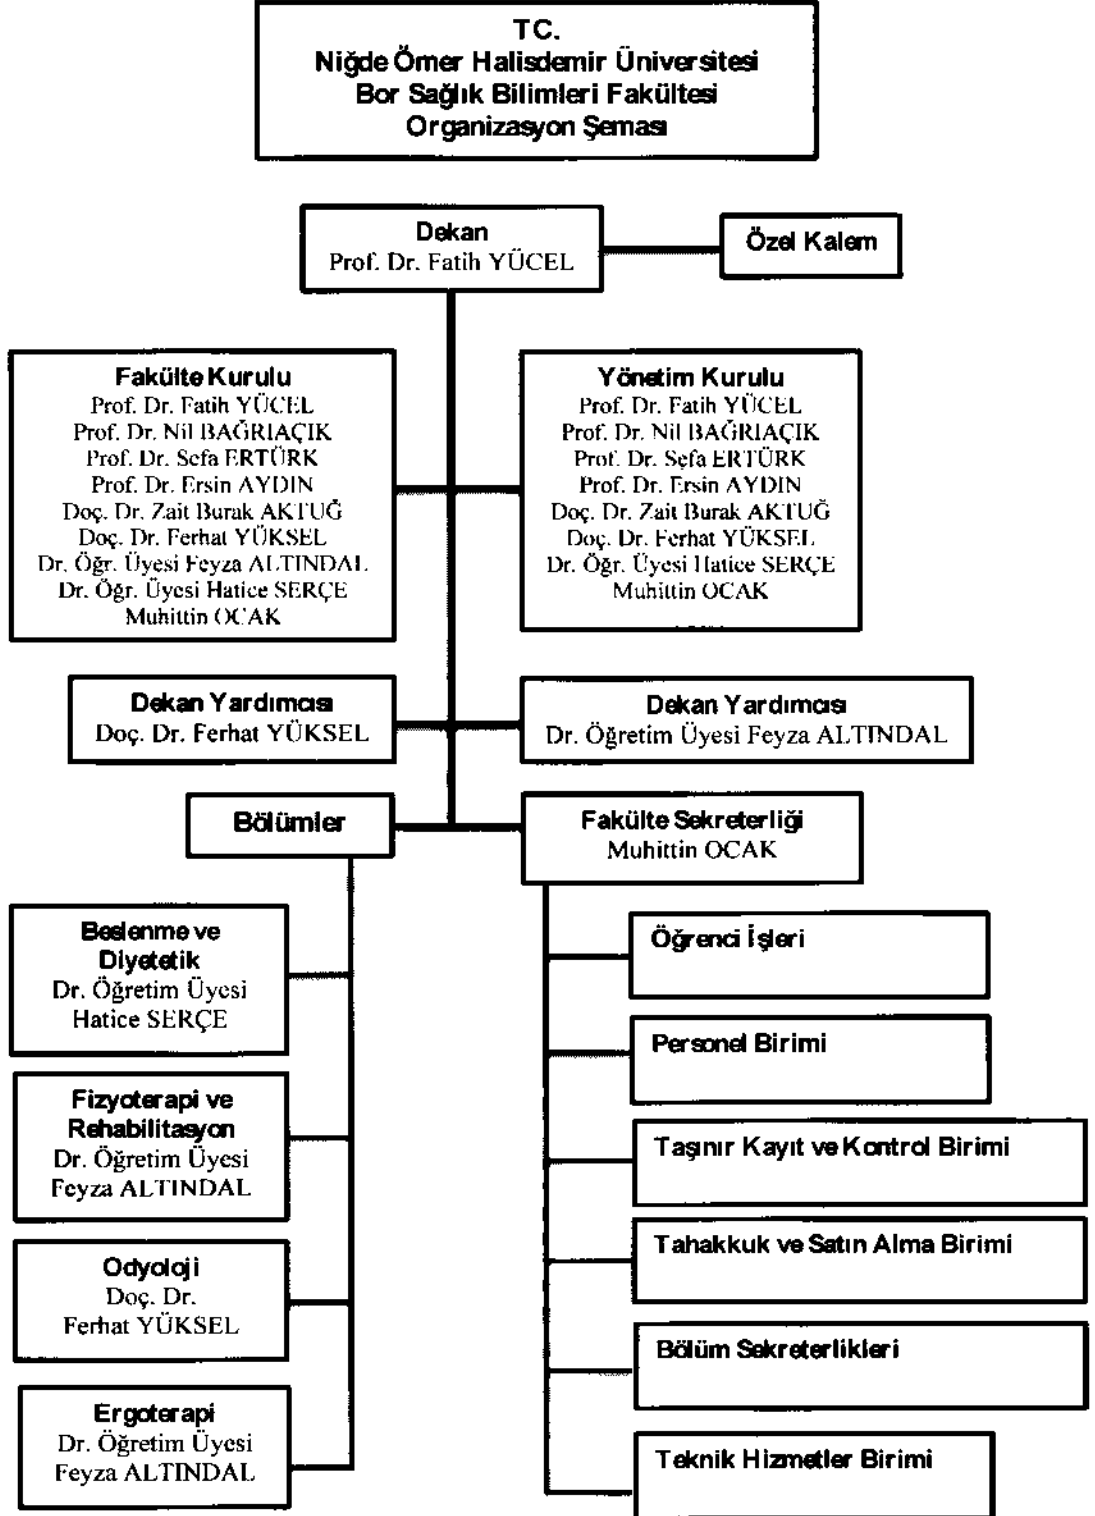 TC.
Niğde Ömer Halisdemir Üniversitesi
Bor Sağlık Bilimleri Fakültesi
Organizasyon Şeması
Dekan
Prof. Dr. Fatih YÜCEL
Özel Kalem
Fakülte Kurulu
Prof. Dr. Fatih YÜCEL
Prof. Dr. Nil BAĞRIAÇIK
Prof. Dr. Sefa ERTÜRK
Prof. Dr. Ersin AYDIN
Doç. Dr. Zait Burak AKTUĞ
Doç. Dr. Ferhat YÜKSEL
Dr. Öğr. Üyesi Feyza ALTINDAL
Dr. Öğr. Üyesi Hatice SERÇE
Muhittin OCAK
Yönetim Kurulu
Prof. Dr. Fatih YÜCEL
Prof. Dr. Nil BAĞRIAÇIK
Prof. Dr. Sefa ERTÜRK
Prof. Dr. Ersin AYDIN
Doç. Dr. Zait Burak AKTUĞ
Doç. Dr. Ferhat YÜKSEL
Dr. Öğr. Üyesi Hatice SERÇE
Muhittin OCAK
Dekan Yardımcısı
Doç. Dr. Ferhat YÜKSEL
Dekan Yardımcısı
Dr. Öğretim Üyesi Feyza ALTINDAL
Bölümler
Fakülte Sekreterliği
Muhittin OCAK
Beslenme ve
Diyetetik
Dr. Öğretim Üyesi
Hatice SERÇE
Fizyoterapi ve
Rehabilitasyon
Dr. Öğretim Üyesi
Feyza ALTINDAL
Odyoloji
Doç. Dr.
Ferhat YÜKSEL
Ergoterapi
Dr. Öğretim Üyesi
Feyza ALTINDAL
Öğrenci İşleri
Personel Birimi
Taşınır Kayıt ve Kontrol Birimi
Tahakkuk ve Satın Alma Birimi
Bölüm Sekreterlikleri
Teknik Hizmetler Birimi